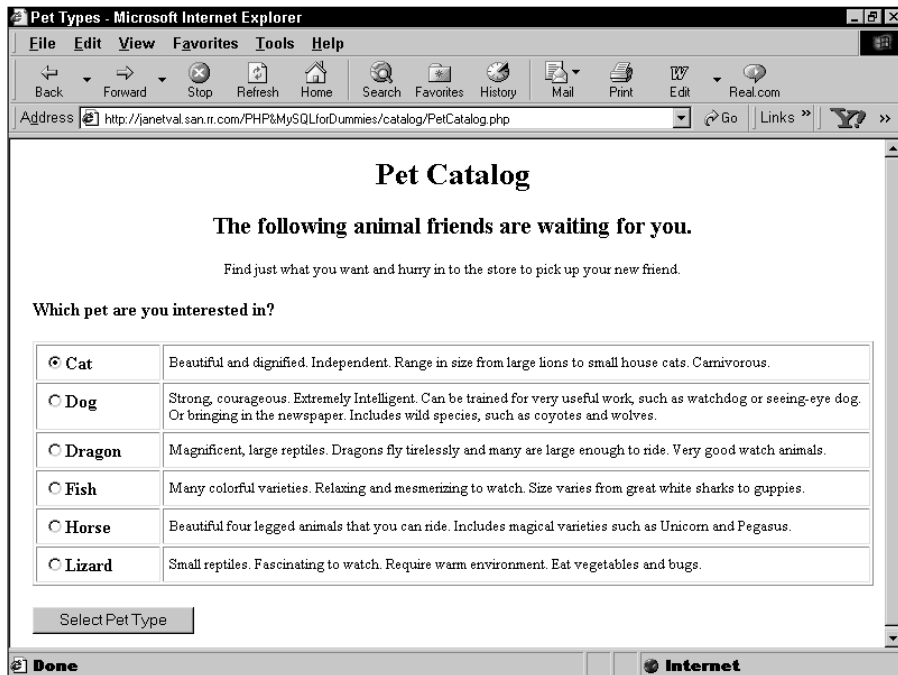 Pet Types - Microsoft Internet Explorer
File Edit View Favorites Tools Help
Back Forward Stop Refresh Home Search Favorites History Mail Print Edit Real.com
Address http://janetval.san.rr.com/PHP&MySQLforDummies/catalog/PetCatalog.php Go Links »
Pet Catalog
The following animal friends are waiting for you.
Find just what you want and hurry in to the store to pick up your new friend.
Which pet are you interested in?
Cat Beautiful and dignified. Independent. Range in size from large lions to small house cats. Carnivorous.
Dog Strong, courageous. Extremely Intelligent. Can be trained for very useful work, such as watchdog or seeing-eye dog.
Or bringing in the newspaper. Includes wild species, such as coyotes and wolves.
Dragon Magnificent, large reptiles. Dragons fly tirelessly and many are large enough to ride. Very good watch animals.
Fish Many colorful varieties. Relaxing and mesmerizing to watch. Size varies from great white sharks to guppies.
Horse Beautiful four legged animals that you can ride. Includes magical varieties such as Unicorn and Pegasus.
Lizard Small reptiles. Fascinating to watch. Require warm environment. Eat vegetables and bugs.
Select Pet Type
Done Internet